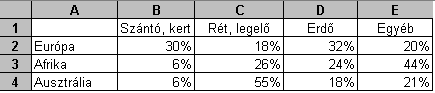 A B C D E
1 Szántó, kert Rét, legelő Erdő Egyéb
2 Európa 30% 18% 32% 20%
3 Afrika 6% 26% 24% 44%
4 Ausztrália 6% 55% 18% 21%